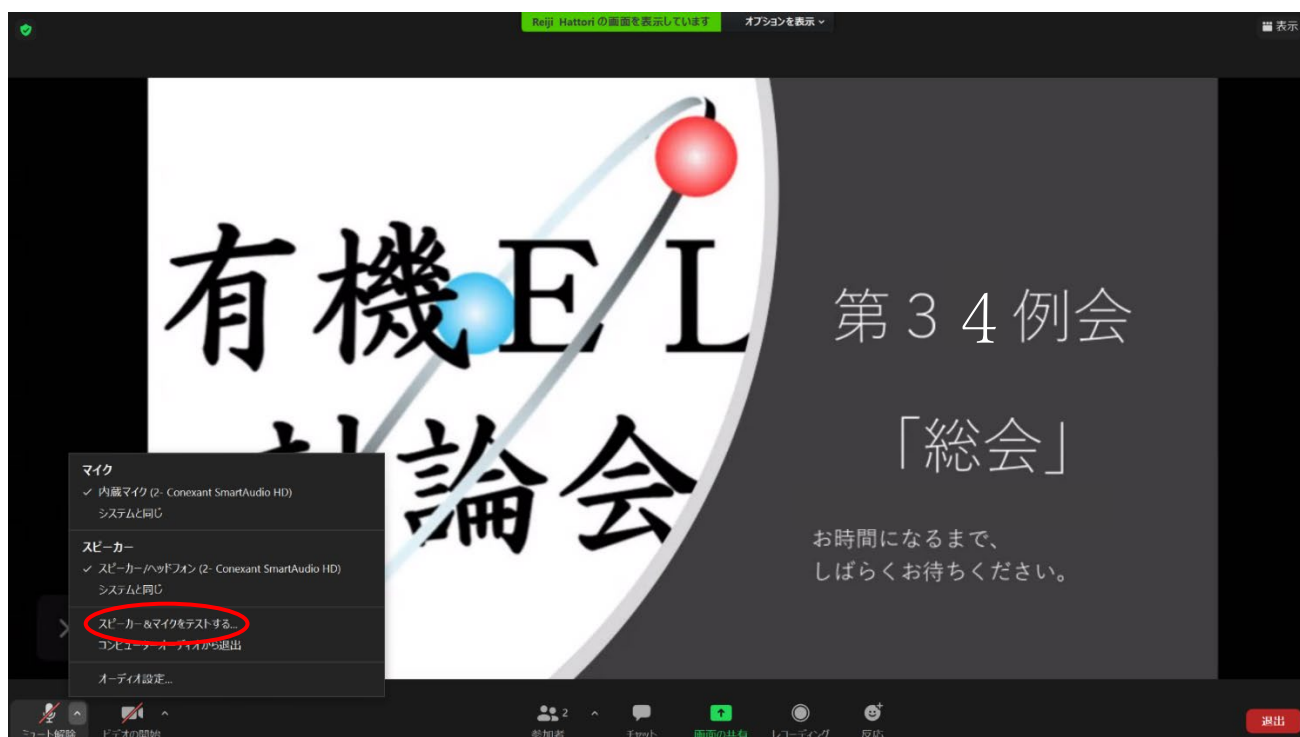 Reiji Hattori の画面を表示しています
オプションを表示
表示
有機EL
討論会
第３４例会
「総会」
お時間になるまで、
しばらくお待ちください。
マイク
✓ 内蔵マイク (2- Conexant SmartAudio HD)
システムと同じ
スピーカー
✓ スピーカー/ヘッドフォン (2- Conexant SmartAudio HD)
システムと同じ
スピーカー&マイクをテストする...
コンピューターオーディオから退出
オーディオ設定...
ミュート解除
ビデオの開始
2
参加者
チャット
画面の共有
レコーディング
反応
退出